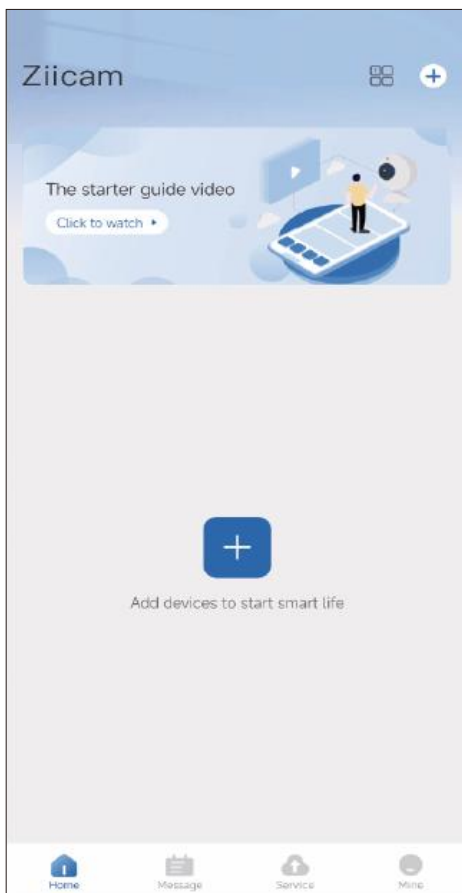 Ziicam
The starter guide video
Click to watch
Add devices to start smart life
Home
Message
Service
Mine